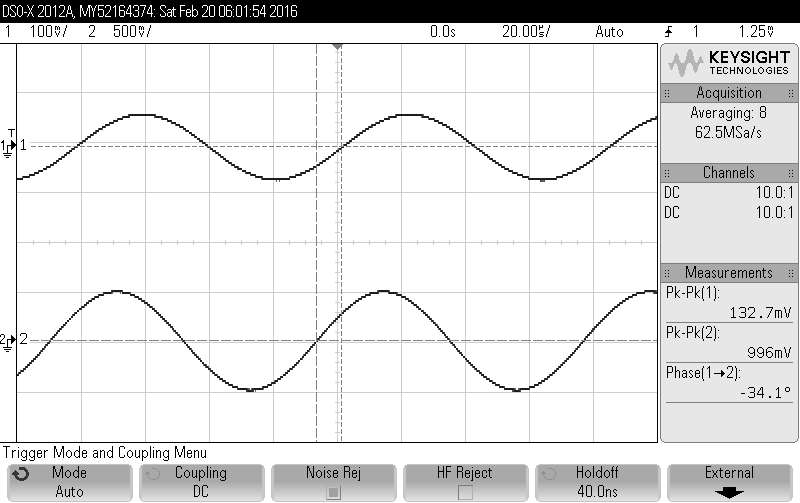 DSO-X 2012A, MY52164374: Sat Feb 20 06:01:54 2016
1 100mV/ 2 500mV/ 0.0s 20.00us/ Auto 1 1.25V
KEYSIGHT
TECHNOLOGIES
Acquisition
Averaging: 8
62.5MSa/s
Channels
DC 10.0:1
DC 10.0:1
Measurements
Pk-Pk(1):
132.7mV
Pk-Pk(2):
996mV
Phase(1→2):
-34.1°
T
1 1
2 2
Trigger Mode and Coupling Menu
Mode
Auto
Coupling
DC
Noise Rej
HF Reject
Holdoff
40.0ns
External